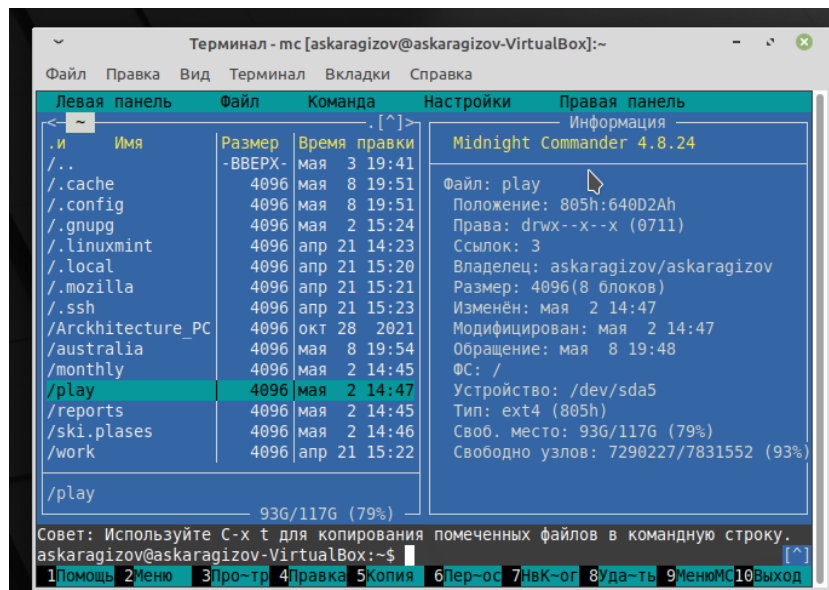 Терминал - mc [askaragizov@askaragizov-VirtualBox]:~
Файл Правка Вид Терминал Вкладки Справка
Левая панель Файл Команда Настройки Правая панель
<─ ~ ─.[^]>
.и Имя Размер Время правки
/.. -ВВЕРХ- мая 3 19:41
/.cache 4096 мая 8 19:51
/.config 4096 мая 8 19:51
/.gnupg 4096 мая 2 15:24
/.linuxmint 4096 апр 21 14:23
/.local 4096 апр 21 15:20
/.mozilla 4096 апр 21 15:21
/.ssh 4096 апр 21 15:23
/Arckhitecture_PC 4096 окт 28 2021
/australia 4096 мая 8 19:54
/monthly 4096 мая 2 14:45
/play 4096 мая 2 14:47
/reports 4096 мая 2 14:45
/ski.plases 4096 мая 2 14:46
/work 4096 апр 21 15:22
/play
93G/117G (79%)
Информация
Midnight Commander 4.8.24
Файл: play
Положение: 805h:640D2Ah
Права: drwx--x--x (0711)
Ссылок: 3
Владелец: askaragizov/askaragizov
Размер: 4096(8 блоков)
Изменён: мая 2 14:47
Модифицирован: мая 2 14:47
Обращение: мая 8 19:48
ФС: /
Устройство: /dev/sda5
Тип: ext4 (805h)
Своб. место: 93G/117G (79%)
Свободно узлов: 7290227/7831552 (93%)
Совет: Используйте C-x t для копирования помеченных файлов в командную строку.
askaragizov@askaragizov-VirtualBox:~$ [^]
1Помощь 2Меню 3Про~тр 4Правка 5Копия 6Пер~ос 7НвК~ог 8Уда~ть 9МенюMC 10Выход